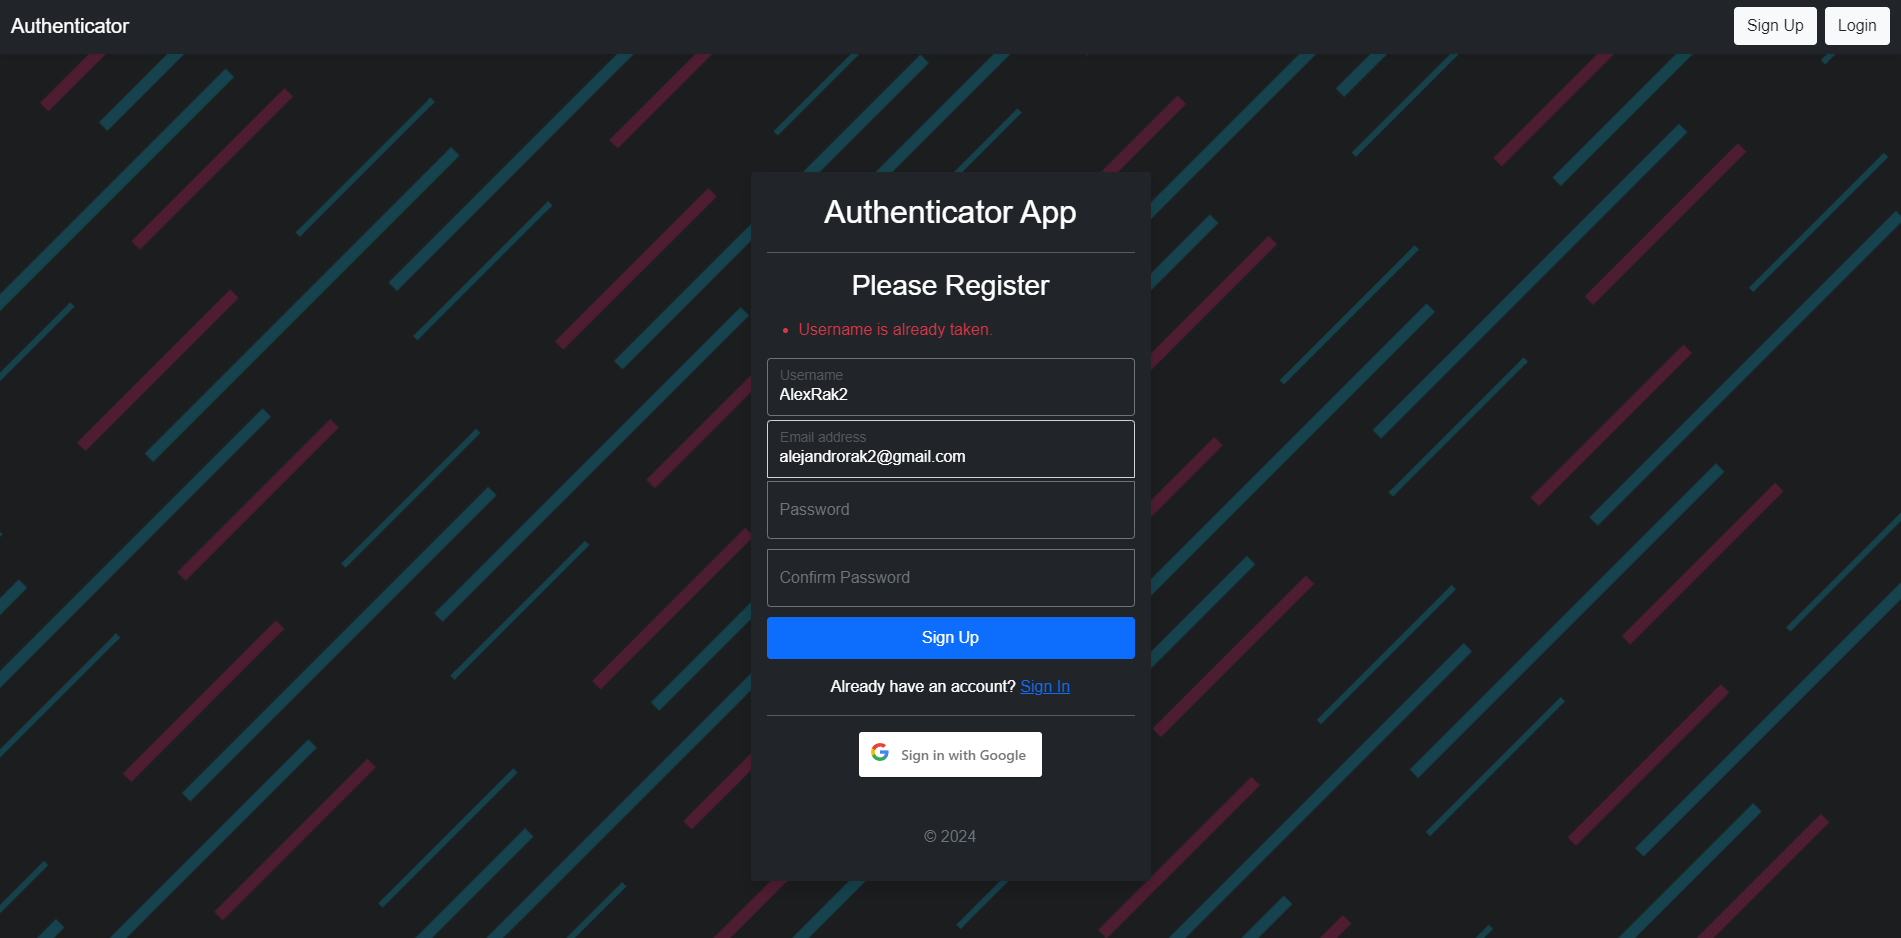 Authenticator
Sign Up
Login
Authenticator App
Please Register
Username is already taken.
Username
AlexRak2
Email address
alejandrorak2@gmail.com
Password
Confirm Password
Sign Up
Already have an account? Sign In
Sign in with Google
© 2024